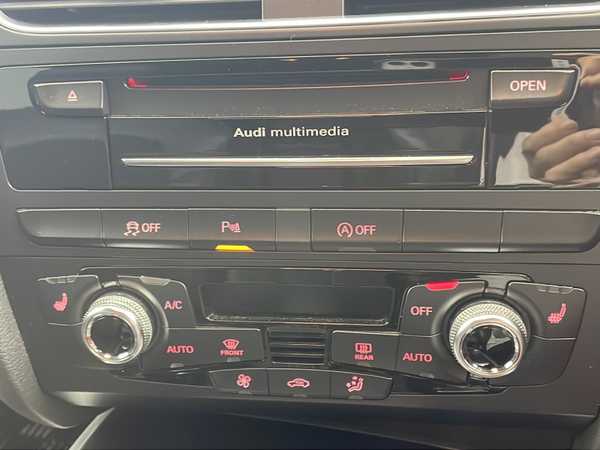 OPEN
Audi multimedia
OFF
P
A OFF
A/C
OFF
AUTO
FRONT
REAR
AUTO